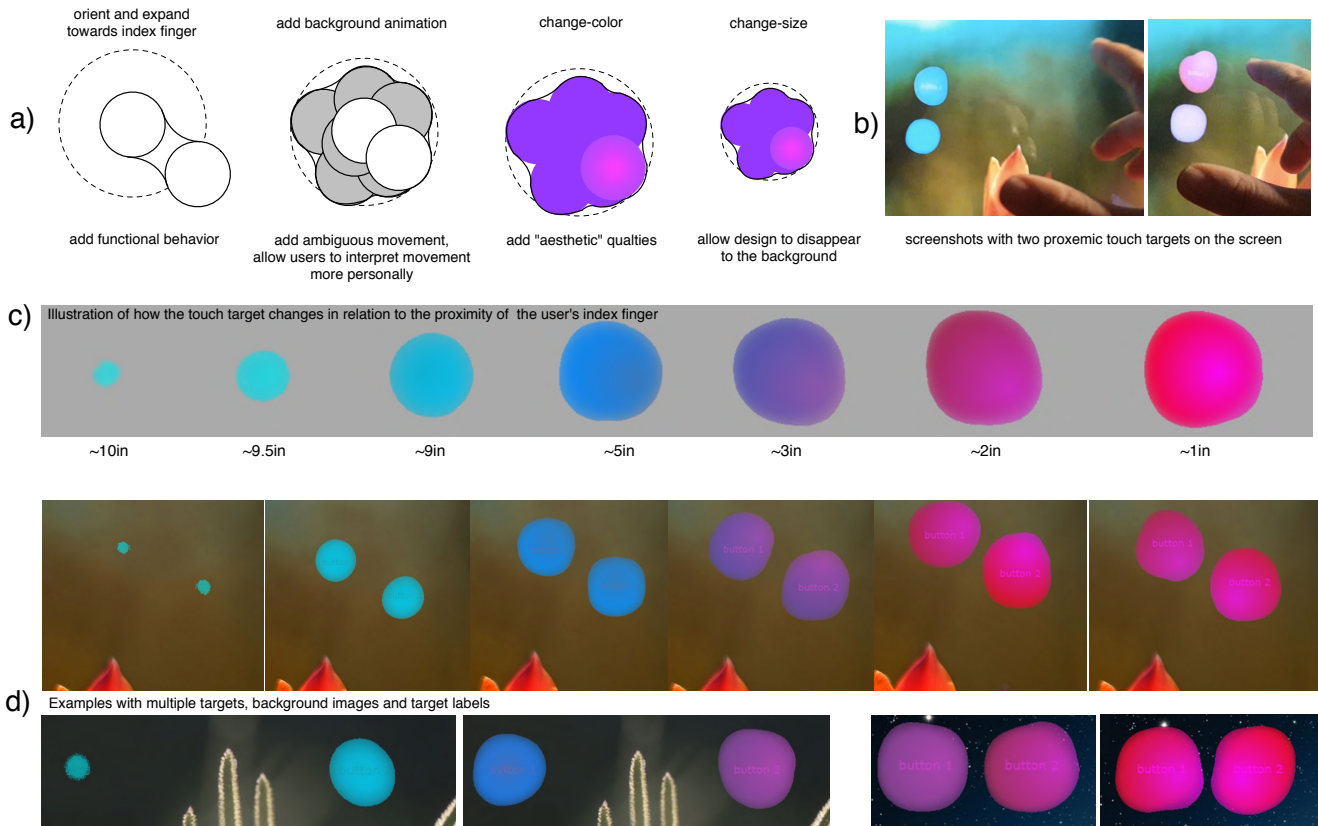 orient and expand
towards index finger
add background animation
change-color
change-size
a)
b)
add functional behavior
add ambiguous movement,
allow users to interpret movement
more personally
add "aesthetic" qualties
allow design to disappear
to the background
screenshots with two proxemic touch targets on the screen
c)
Illustration of how the touch target changes in relation to the proximity of the user's index finger
~10in
~9.5in
~9in
~5in
~3in
~2in
~1in
button 1
button 2
button 1
button 2
button 1
button 2
d)
Examples with multiple targets, background images and target labels
button 2
button 1
button 2
button 1